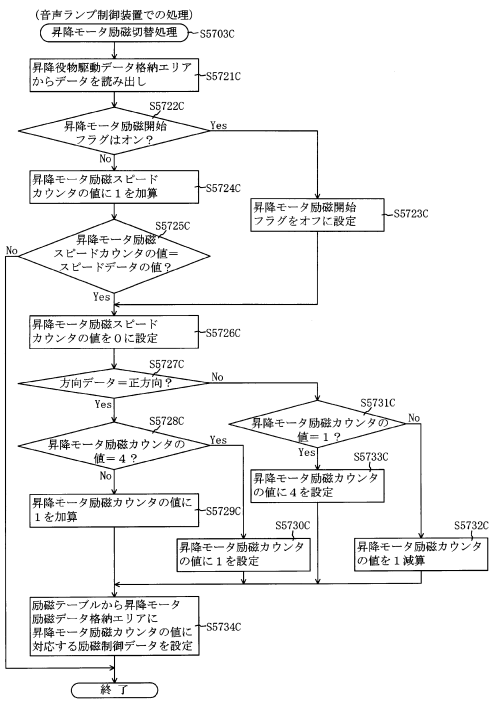 (音声ランプ制御装置での処理)
昇降モータ励磁切替処理
S5703C
昇降役物駆動データ格納エリア
からデータを読み出し
S5721C
S5722C
昇降モータ励磁開始
フラグはオン?
Yes
No
昇降モータ励磁スピード
カウンタの値に1を加算
S5724C
昇降モータ励磁開始
フラグをオフに設定
S5723C
S5725C
昇降モータ励磁
スピードカウンタの値=
スピードデータの値?
No
Yes
昇降モータ励磁スピード
カウンタの値を0に設定
S5726C
S5727C
方向データ=正方向?
No
Yes
S5731C
昇降モータ励磁カウンタの
値=1?
No
Yes
S5728C
昇降モータ励磁カウンタの
値=4?
Yes
No
S5733C
昇降モータ励磁カウンタ
の値に4を設定
昇降モータ励磁カウンタの値に
1を加算
S5729C
S5730C
昇降モータ励磁カウンタ
の値に1を設定
S5732C
昇降モータ励磁カウンタ
の値を1減算
励磁テーブルから昇降モータ
励磁データ格納エリアに
昇降モータ励磁カウンタの値に
対応する励磁制御データを設定
S5734C
終了